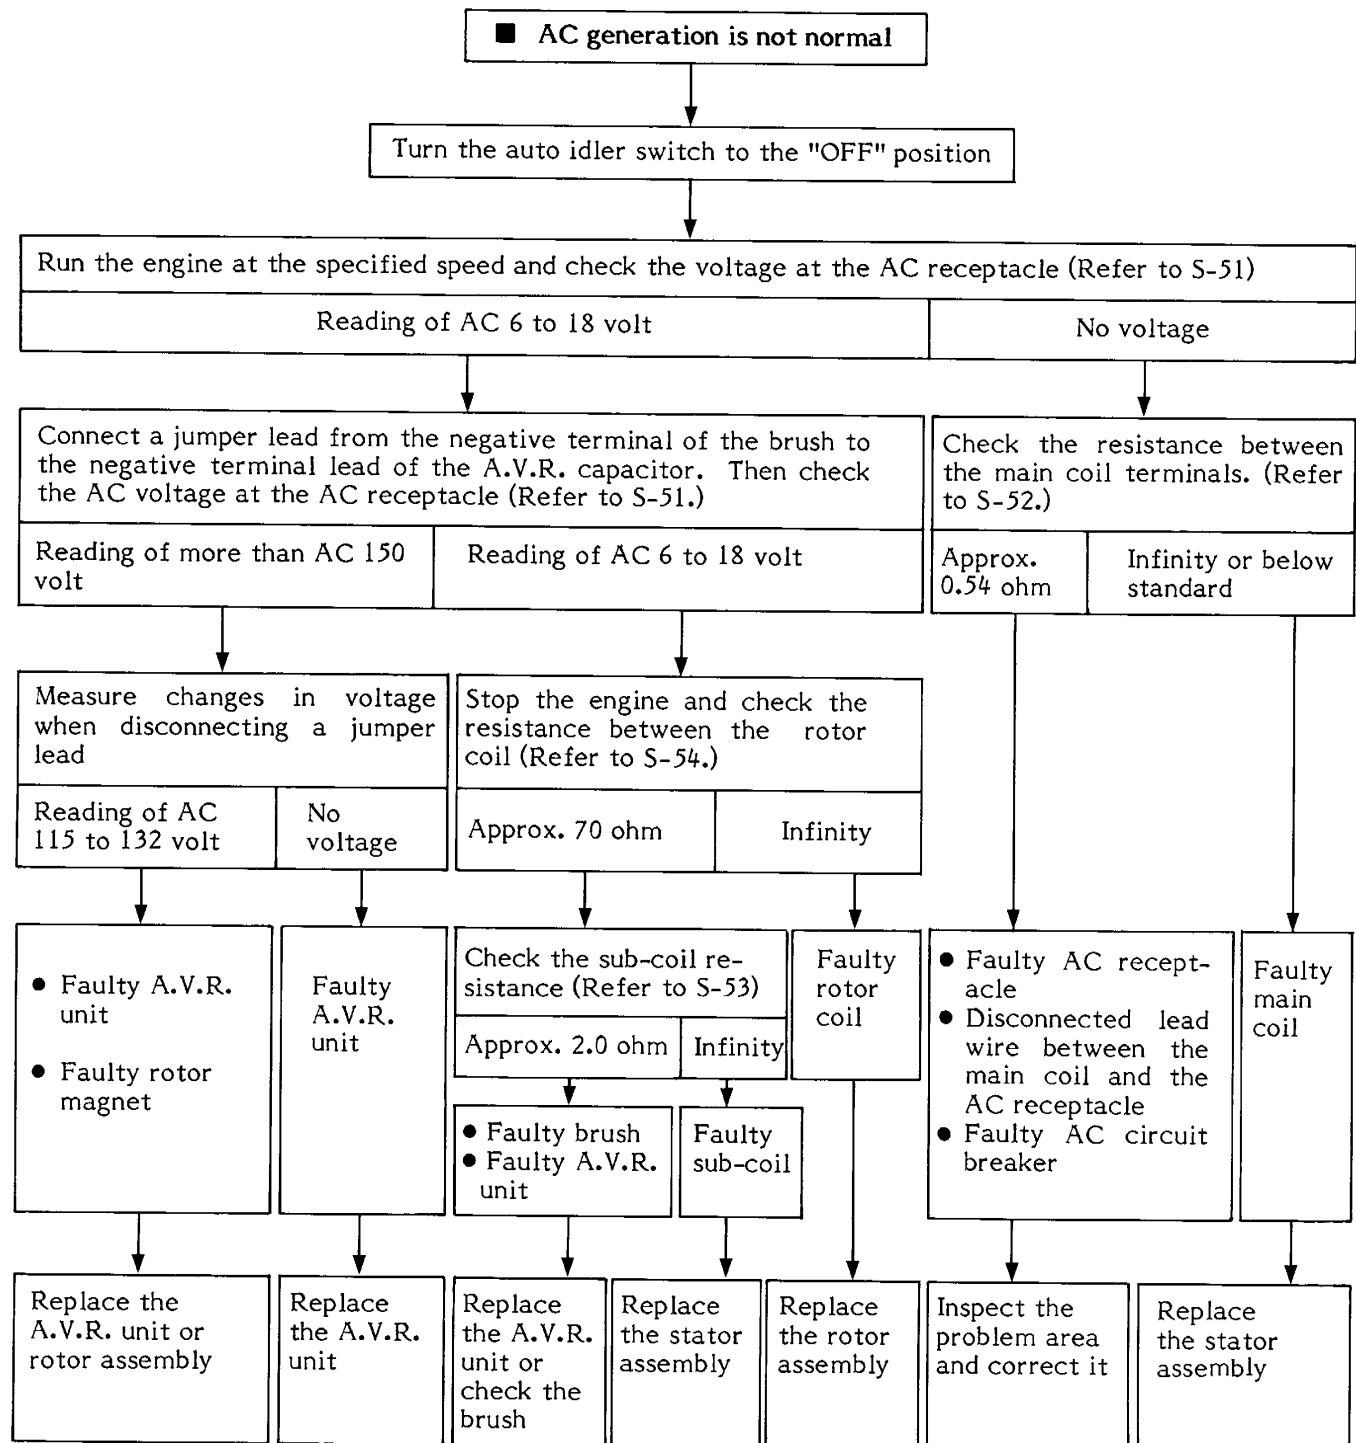 ■ AC generation is not normal
Turn the auto idler switch to the "OFF" position
Run the engine at the specified speed and check the voltage at the AC receptacle (Refer to S-51)
Reading of AC 6 to 18 volt
No voltage
Connect a jumper lead from the negative terminal of the brush to
the negative terminal lead of the A.V.R. capacitor. Then check
the AC voltage at the AC receptacle (Refer to S-51.)
Reading of more than AC 150
volt
Reading of AC 6 to 18 volt
Check the resistance between
the main coil terminals. (Refer
to S-52.)
Approx.
0.54 ohm
Infinity or below
standard
Measure changes in voltage
when disconnecting a jumper
lead
Reading of AC
115 to 132 volt
No
voltage
Stop the engine and check the
resistance between the rotor
coil (Refer to S-54.)
Approx. 70 ohm
Infinity
● Faulty A.V.R.
unit
● Faulty rotor
magnet
Faulty
A.V.R.
unit
Check the sub-coil re-
sistance (Refer to S-53)
Approx. 2.0 ohm
Infinity
● Faulty brush
● Faulty A.V.R.
unit
Faulty
sub-coil
Faulty
rotor
coil
● Faulty AC recept-
acle
● Disconnected lead
wire between the
main coil and the
AC receptacle
● Faulty AC circuit
breaker
Faulty
main
coil
Replace the
A.V.R. unit or
rotor assembly
Replace
the A.V.R.
unit
Replace
the A.V.R.
unit or
check the
brush
Replace
the stator
assembly
Replace
the rotor
assembly
Inspect the
problem area
and correct it
Replace
the stator
assembly